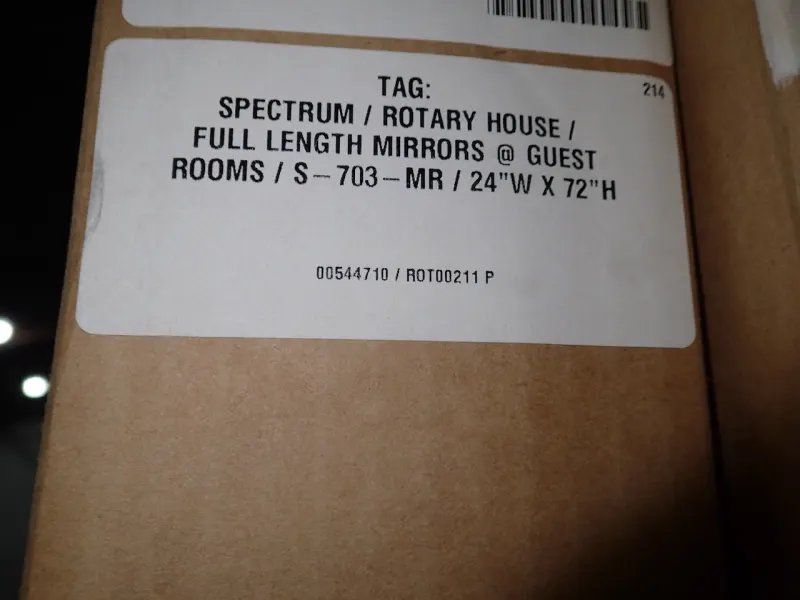 214
TAG:
SPECTRUM / ROTARY HOUSE /
FULL LENGTH MIRRORS @ GUEST
ROOMS / S-703-MR / 24"W X 72"H
00544710 / ROT00211 P